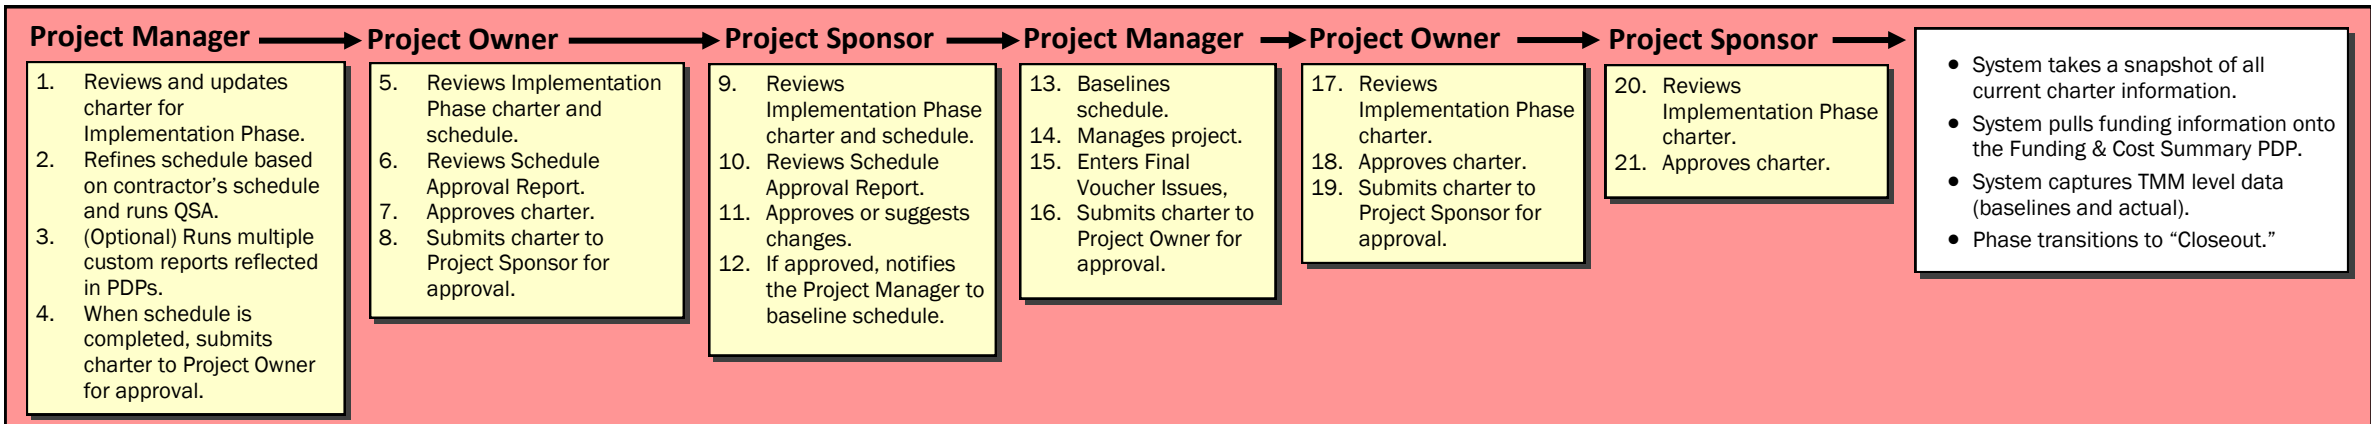 Project Manager
1. Reviews and updates
charter for
Implementation Phase.
2. Refines schedule based
on contractor's schedule
and runs QSA.
3. (Optional) Runs multiple
custom reports reflected
in PDPs.
4. When schedule is
completed, submits
charter to Project Owner
for approval.
Project Owner
5. Reviews Implementation
Phase charter and
schedule.
6. Reviews Schedule
Approval Report.
7. Approves charter.
8. Submits charter to
Project Sponsor for
approval.
Project Sponsor
9. Reviews
Implementation Phase
charter and schedule.
10. Reviews Schedule
Approval Report.
11. Approves or suggests
changes.
12. If approved, notifies
the Project Manager to
baseline schedule.
Project Manager
13. Baselines
schedule.
14. Manages project.
15. Enters Final
Voucher Issues,
16. Submits charter to
Project Owner for
approval.
Project Owner
17. Reviews
Implementation Phase
charter.
18. Approves charter.
19. Submits charter to
Project Sponsor for
approval.
Project Sponsor
20. Reviews
Implementation Phase
charter.
21. Approves charter.
• System takes a snapshot of all
current charter information.
• System pulls funding information onto
the Funding & Cost Summary PDP.
• System captures TMM level data
(baselines and actual).
• Phase transitions to “Closeout.”